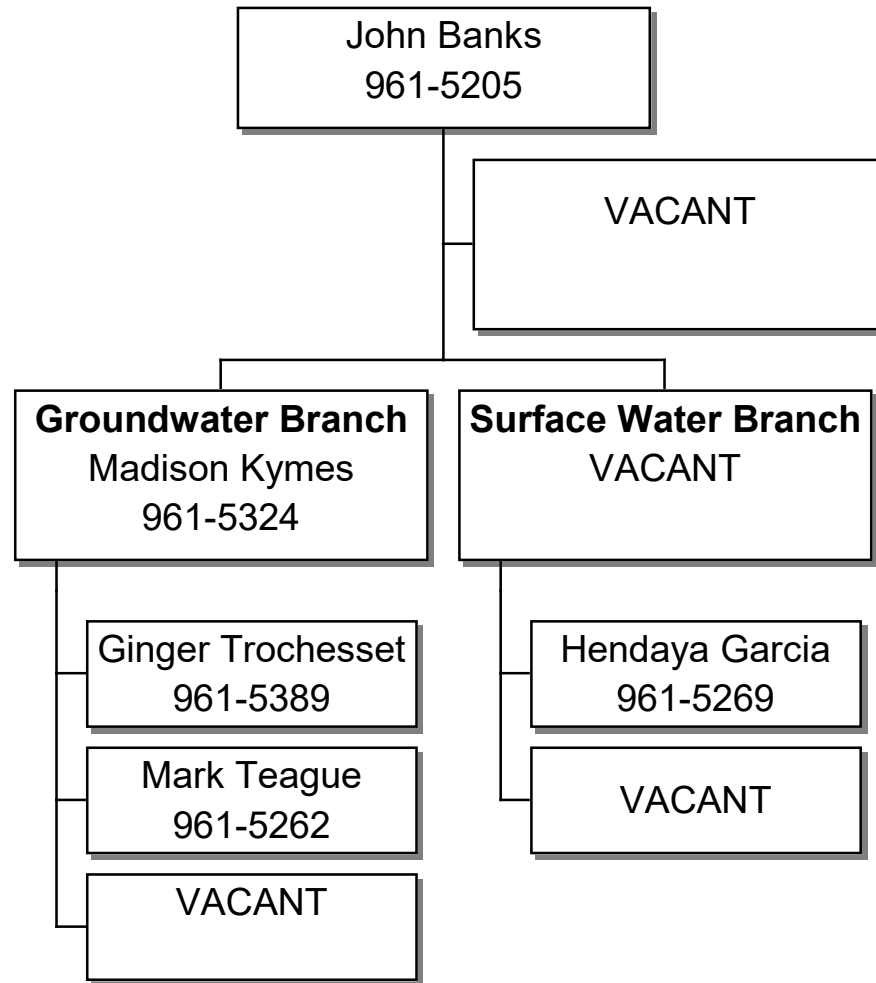 John Banks
961-5205
VACANT
Groundwater Branch
Madison Kymes
961-5324
Surface Water Branch
VACANT
Ginger Trochesset
961-5389
Mark Teague
961-5262
VACANT
Hendaya Garcia
961-5269
VACANT